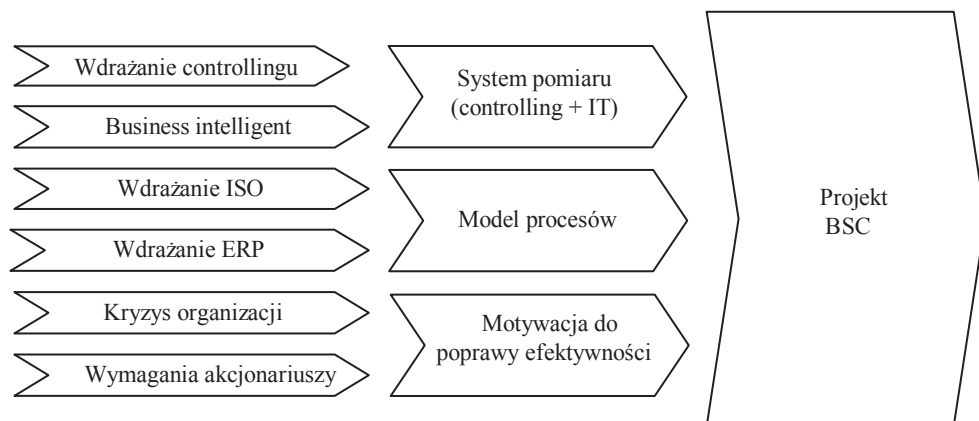 Wdrażanie controllingu
Business intelligent
Wdrażanie ISO
Wdrażanie ERP
Kryzys organizacji
Wymagania akcjonariuszy
System pomiaru
(controlling + IT)
Model procesów
Motywacja do
poprawy efektywności
Projekt
BSC